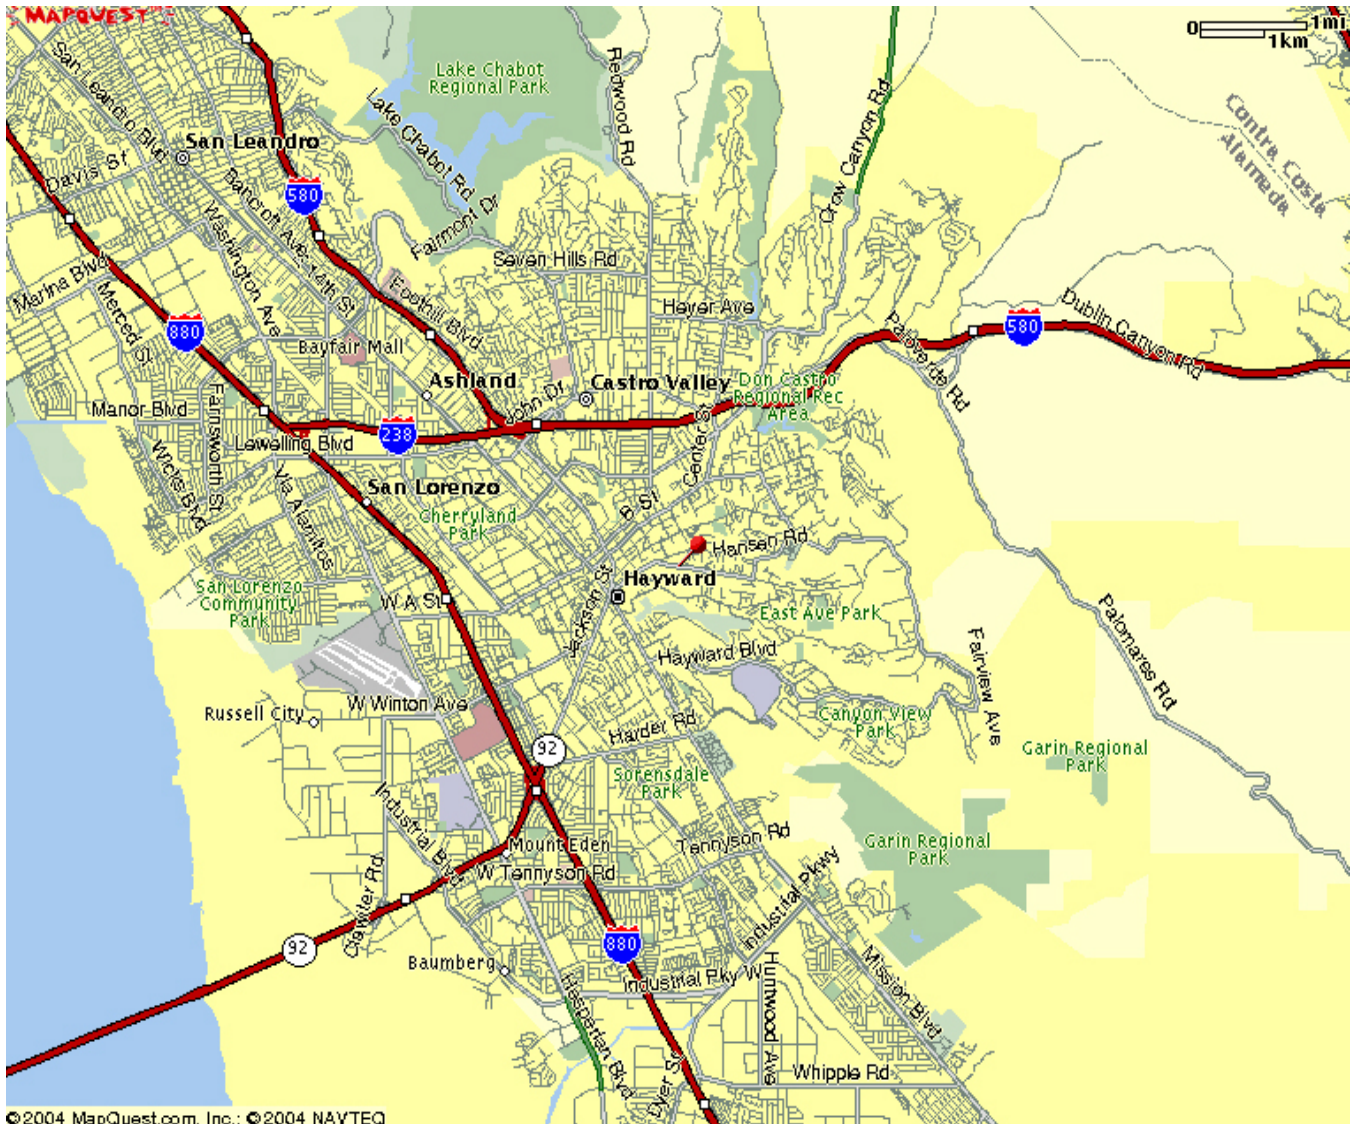 MAPQUEST
0 1mi
1km
Lake Chabot
Regional Park
Redwood Rd
San Leandro Blvd
Lake Chabot Rd
Crow Canyon Rd
Contra Costa
Alameda
San Leandro
Davis St
580
Bancroft Ave
Fairmont Dr
Washington Ave
14th St
Seven Hills Rd
Marina Blvd
Merced St
Foothill Blvd
Heyer Ave
Dublin Canyon Rd
580
880
Palo Verde Rd
Bayfair Mall
Ashland
Castro Valley
Don Castro
Regional Rec
Area
Manor Blvd
Farnsworth St
John Dr
238
Lewelling Blvd
Center St
Wicks Blvd
Via Alamitos
San Lorenzo
B St
Cherryland
Park
Hansen Rd
Hayward
San Lorenzo
Community
Park
W A St
Jackson St
East Ave Park
Palomares Rd
Fairview Ave
Hayward Blvd
W Winton Ave
Russell City
Canyon View
Park
Harder Rd
Garin Regional
Park
92
Sorensdale
Park
Industrial Blvd
Mount Eden
Tennyson Rd
Garin Regional
Park
W Tennyson Rd
Clawiter Rd
Industrial Pkwy
92
880
Baumberg
Industrial Pky W
Mission Blvd
Huntwood Ave
Hesperian Blvd
Dyer St
Whipple Rd
©2004 MapQuest.com, Inc.; ©2004 NAVTEQ